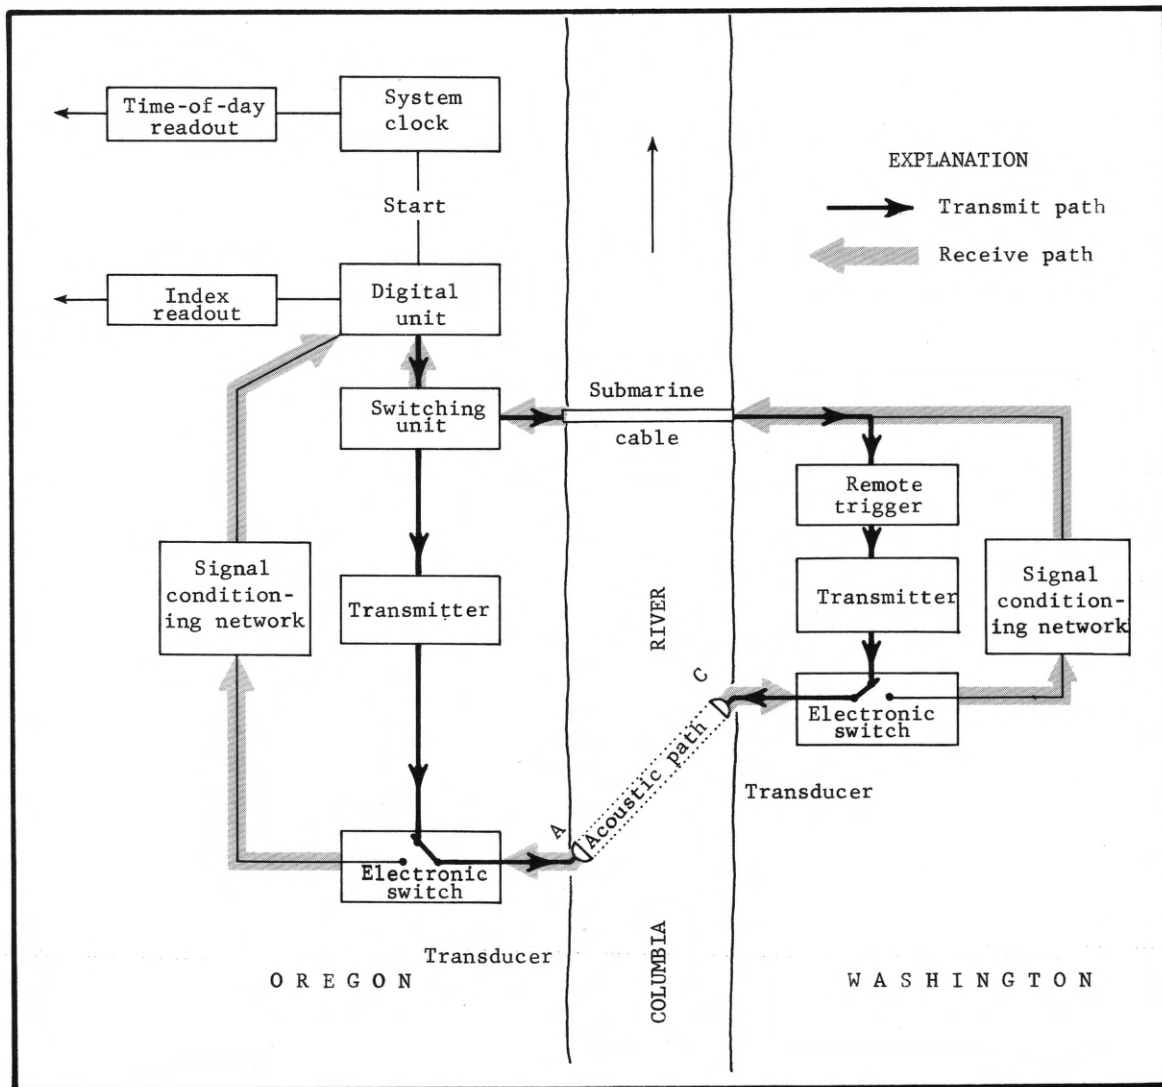 Time-of-day
readout
System
clock
EXPLANATION
Transmit path
Receive path
Start
Index
readout
Digital
unit
Switching
unit
Submarine
cable
Remote
trigger
Signal
condition-
ing network
Transmitter
Transmitter
Signal
condition-
ing network
RIVER
C
Electronic
switch
Acoustic path
Transducer
A
Electronic
switch
Transducer
COLUMBIA
OREGON
WASHINGTON